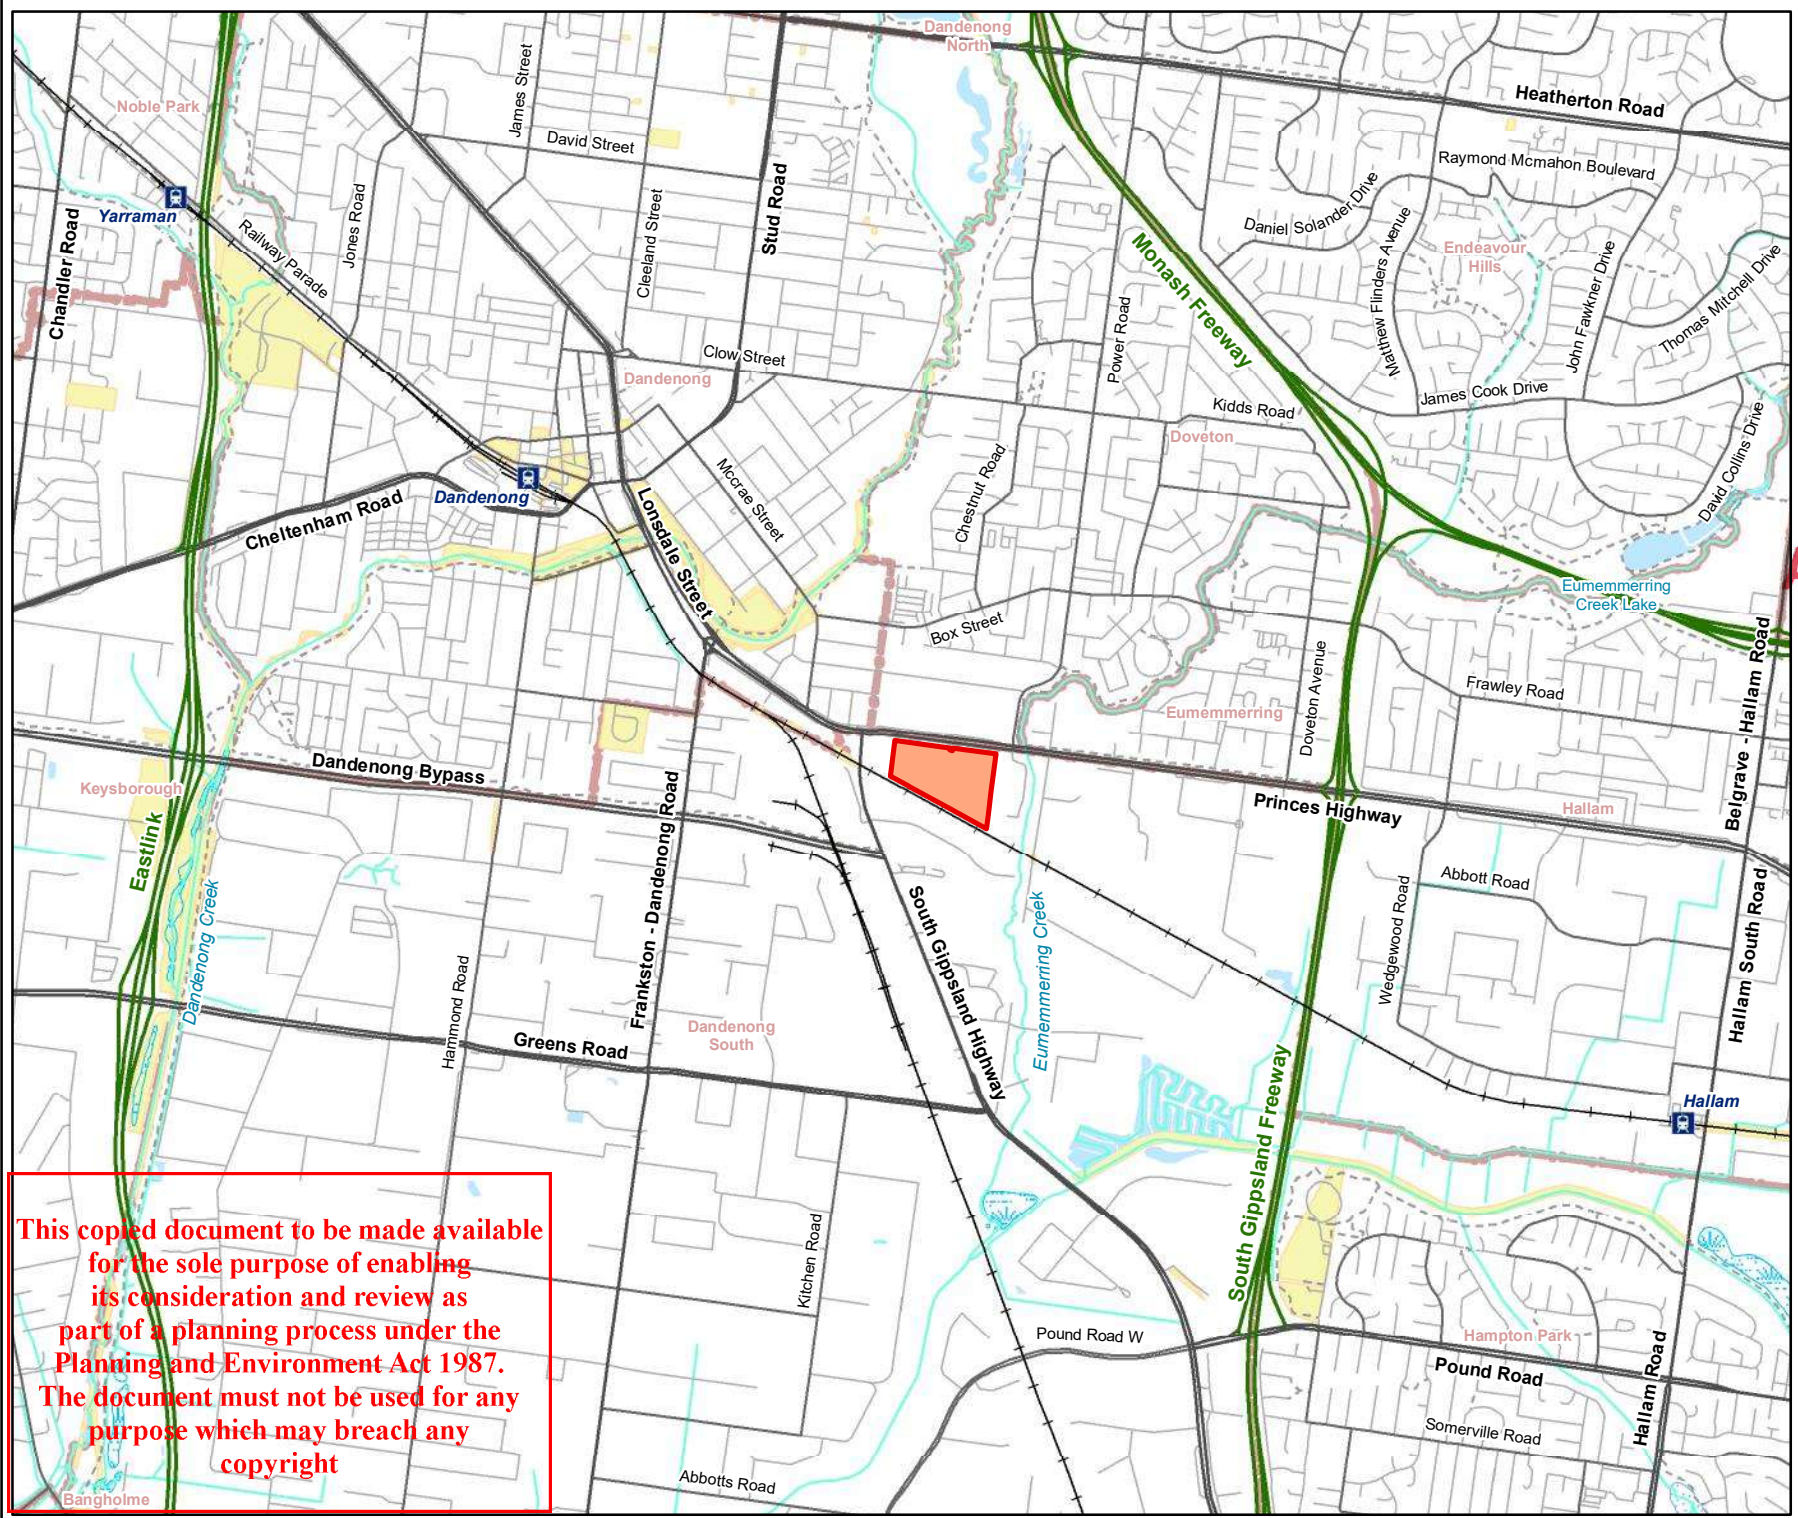 Dandenong
North
Noble Park
James Street
David Street
Heatherton Road
Raymond Mcmahon Boulevard
Daniel Solander Drive
Matthew Flinders Avenue
Endeavour
Hills
John Fawkner Drive
Thomas Mitchell Drive
Yarraman
Chandler Road
Railway Parade
Jones Road
Cleeland Street
Stud Road
Monash Freeway
Power Road
Clow Street
Dandenong
James Cook Drive
Kidds Road
Doveton
David Collins Drive
Chestnut Road
Mccrae Street
Dandenong
Cheltenham Road
Lonsdale Street
Eumemmerring
Creek Lake
Box Street
Doveton Avenue
Frawley Road
Belgrave - Hallam Road
Eumemmerring
Dandenong Bypass
Keysborough
Eastlink
Frankston - Dandenong Road
Princes Highway
Hallam
Abbott Road
Wedgewood Road
Hallam South Road
Dandenong Creek
South Gippsland Highway
Eumemmerring Creek
Hammond Road
Greens Road
Dandenong
South
Hallam
South Gippsland Freeway
Kitchen Road
Pound Road W
Hampton Park
Pound Road
Hallam Road
Somerville Road
Abbotts Road
Bangholme
This copied document to be made available
for the sole purpose of enabling
its consideration and review as
part of a planning process under the
Planning and Environment Act 1987.
The document must not be used for any
purpose which may breach any
copyright